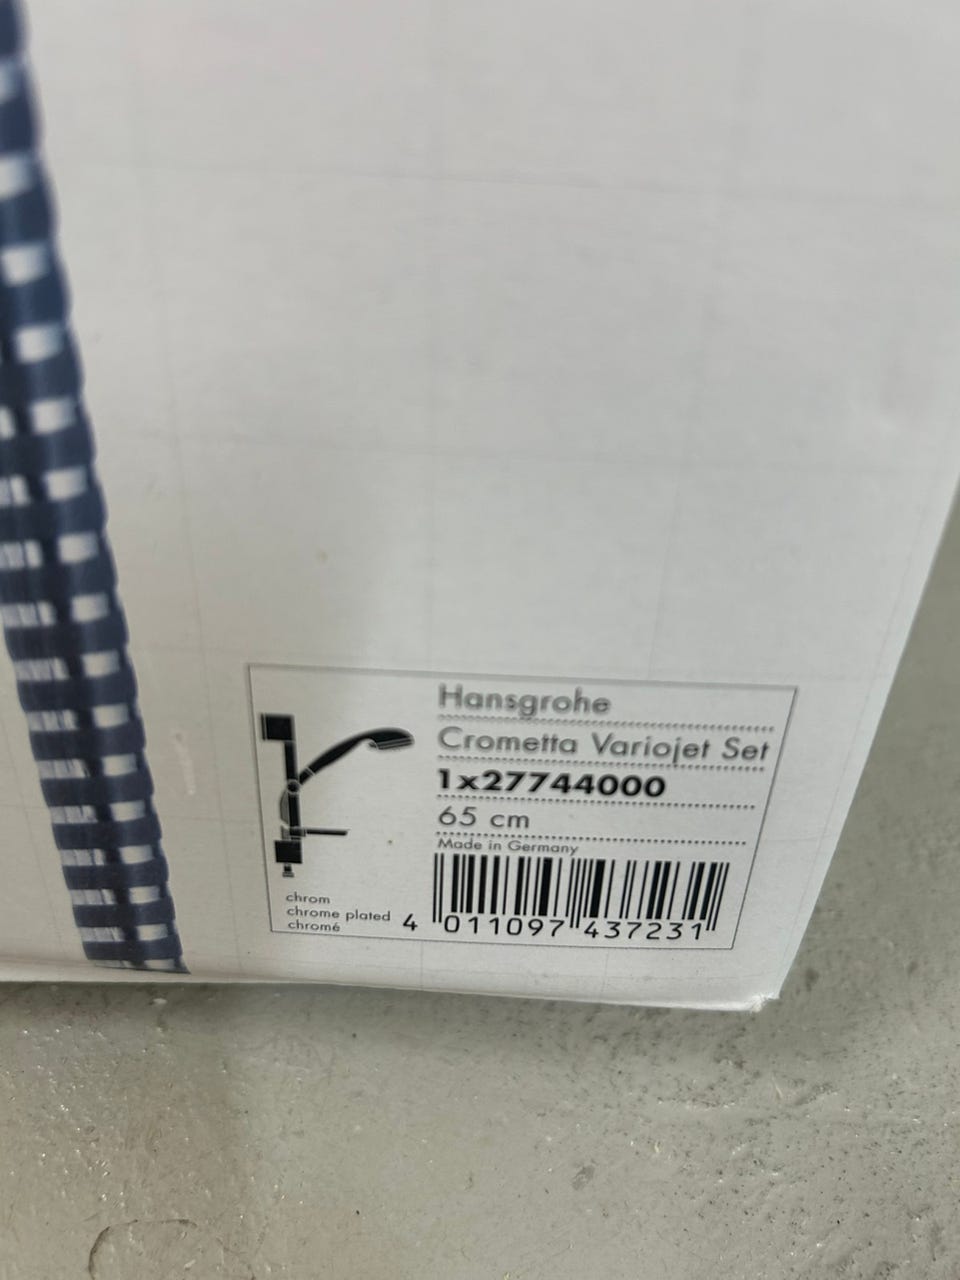 Hansgrohe
Crometta Variojet Set
1x27744000
65 cm
Made in Germany
chrom
chrome plated
chromé
4 011097 437231